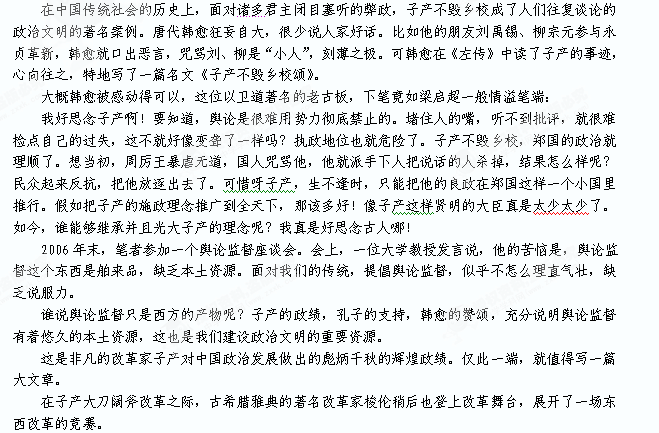 在中国传统社会的历史上，面对诸多君主闭目塞听的弊政，子产不毁乡校成了人们往复谈论的
政治文明的著名案例。唐代韩愈狂妄自大，很少说人家好话。比如他的朋友刘禹锡、柳宗元参与永
贞革新，韩愈就口出恶言，咒骂刘、柳是“小人”，刻薄之极。可韩愈在《左传》中读了子产的事迹，
心向往之，特地写了一篇名文《子产不毁乡校颂》。
大概韩愈被感动得可以，这位以卫道著名的老古板，下笔竟如梁启超一般情溢笔端：
我好思念子产啊！要知道，舆论是很难用势力彻底禁止的。堵住人的嘴，听不到批评，就很难
检点自己的过失，这不就好像变聋了一样吗？执政地位也就危险了。子产不毁乡校，郑国的政治就
理顺了。想当初，周厉王暴虐无道，国人咒骂他，他就派手下人把说话的人杀掉，结果怎么样呢？
民众起来反抗，把他放逐出去了。可惜呀子产，生不逢时，只能把他的良政在郑国这样一个小国里
推行。假如把子产的施政理念推广到全天下，那该多好！像子产这样贤明的大臣真是太少太少了。
如今，谁能够继承并且光大子产的理念呢？我真是好思念古人哪！
2006 年末，笔者参加一个舆论监督座谈会。会上，一位大学教授发言说，他的苦恼是，舆论监
督这个东西是舶来品，缺乏本土资源。面对我们的传统，提倡舆论监督，似乎不怎么理直气壮，缺
乏说服力。
谁说舆论监督只是西方的产物呢？子产的政绩，孔子的支持，韩愈的赞颂，充分说明舆论监督
有着悠久的本土资源，这也是我们建设政治文明的重要资源。
这是非凡的改革家子产对中国政治发展做出的彪炳千秋的辉煌政绩。仅此一端，就值得写一篇
大文章。
在子产大刀阔斧改革之际，古希腊雅典的著名改革家梭伦稍后也登上改革舞台，展开了一场东
西改革的竞赛。